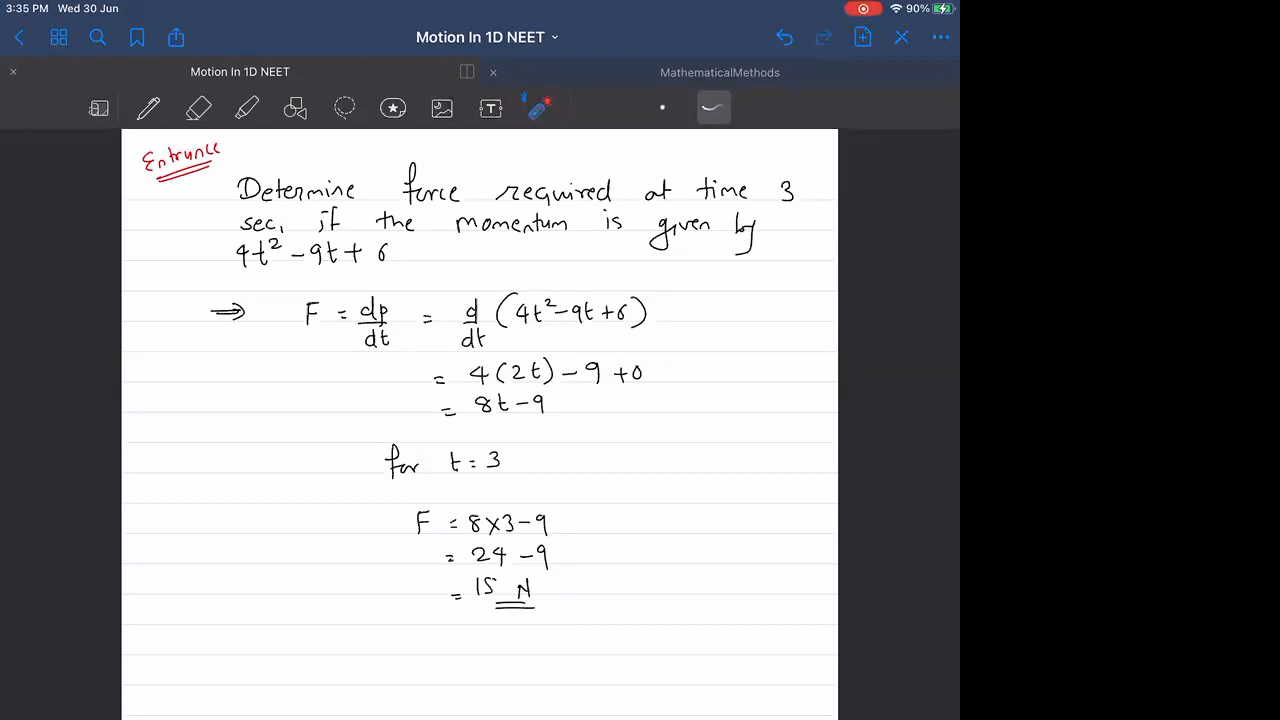 3:35 PM Wed 30 Jun
90%
Motion In 1D NEET
Motion In 1D NEET
MathematicalMethods
Entrance
Determine force required at time 3
sec, if the momentum is given by
4t² - 9t + 6
⇒ F = dp/dt = d/dt (4t² - 9t + 6)
= 4(2t) - 9 + 0
= 8t - 9
for t = 3
F = 8×3 - 9
= 24 - 9
= 15 N